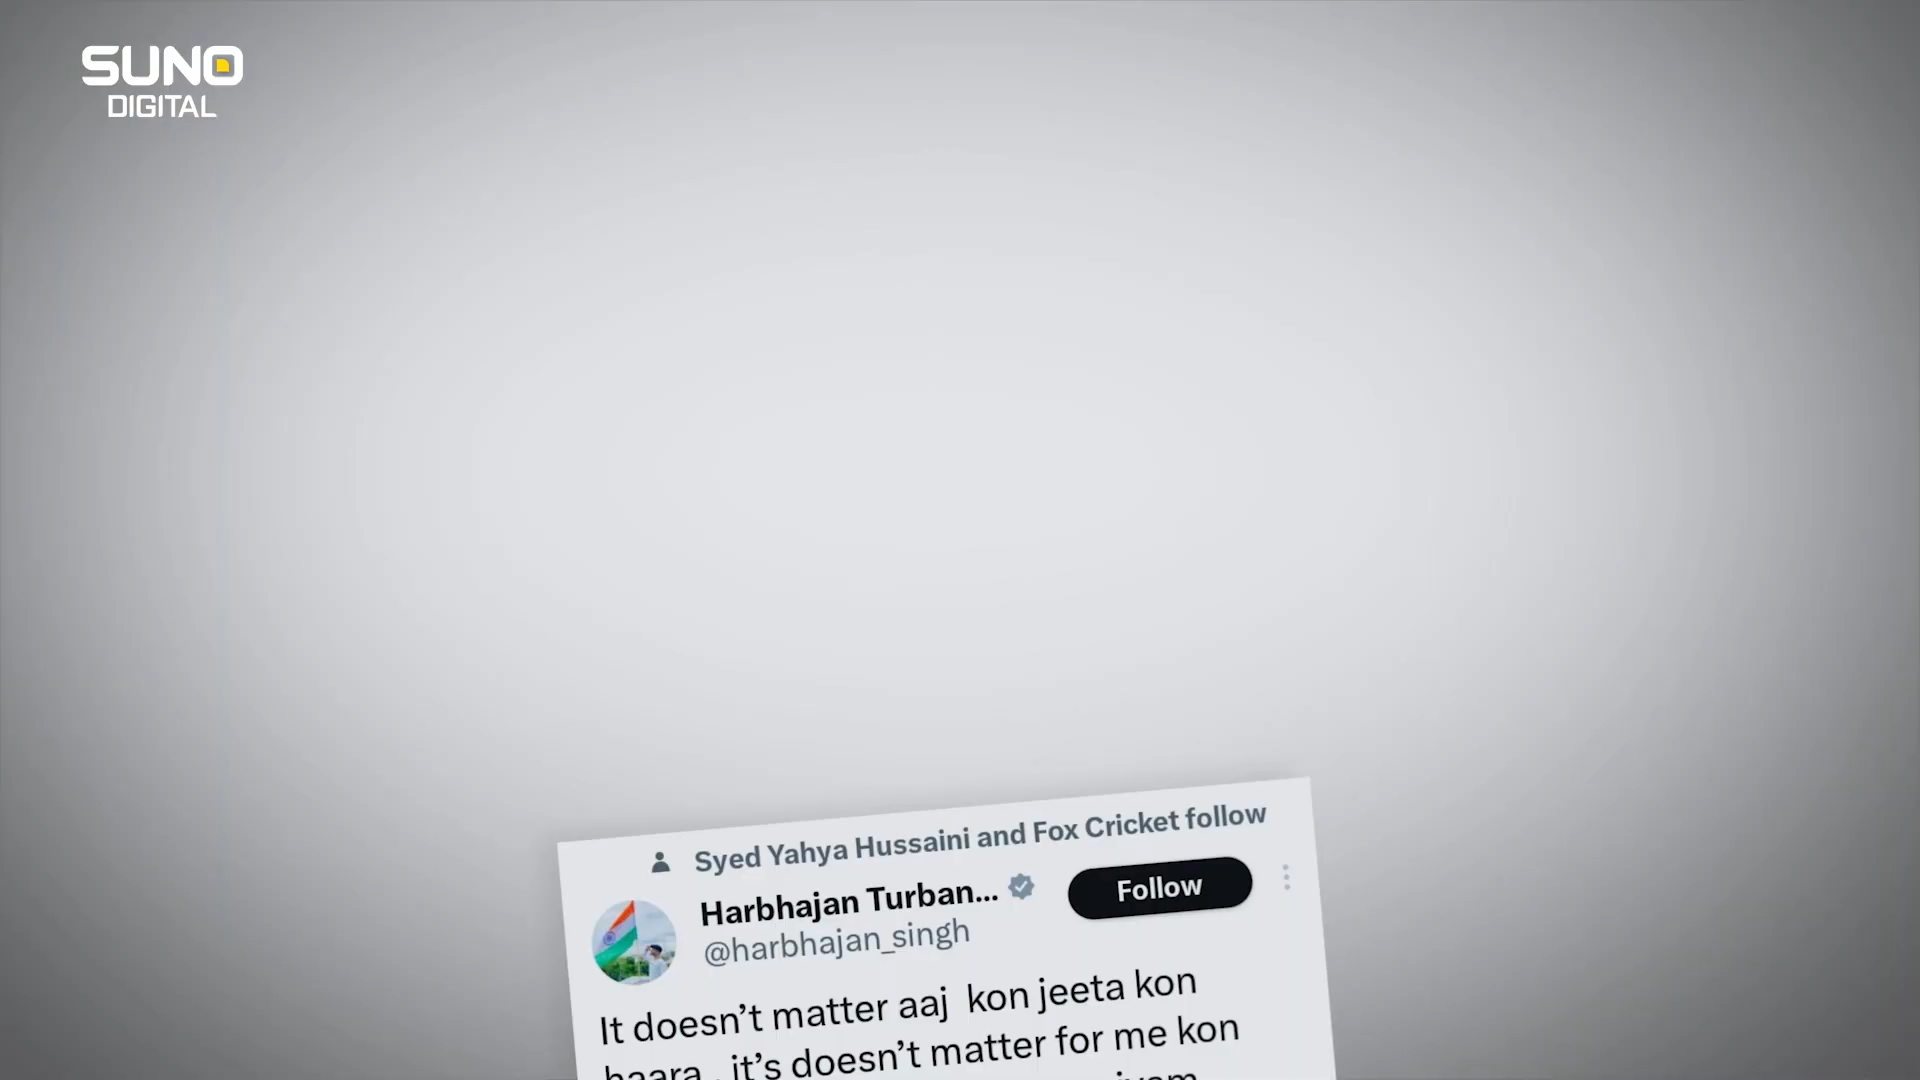 SUNO
DIGITAL
Syed Yahya Hussaini and Fox Cricket follow
Harbhajan Turban...
@harbhajan_singh
Follow
It doesn’t matter aaj kon jeeta kon
haara . it’s doesn’t matter for me kon